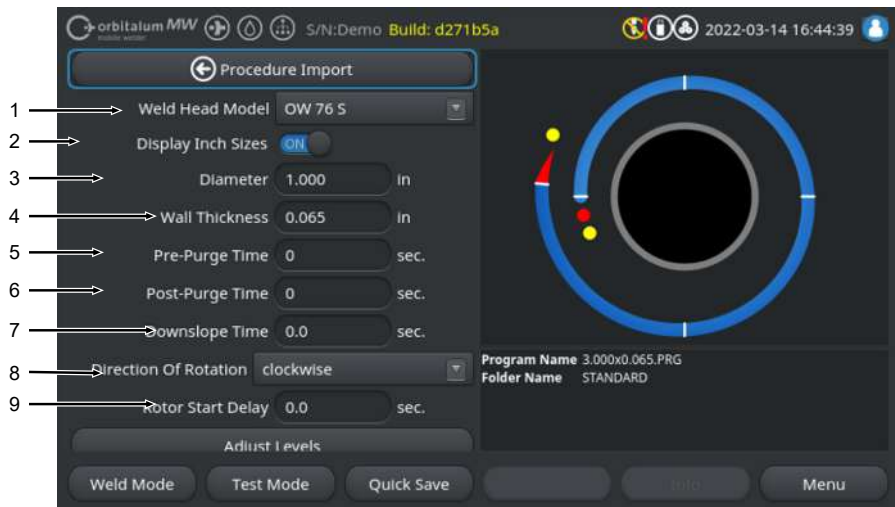 orbitalum MW
mobile welder
S/N:Demo Build: d271b5a
2022-03-14 16:44:39
Procedure Import
1 Weld Head Model OW 76 S
2 Display Inch Sizes ON
3 Diameter 1.000 in
4 Wall Thickness 0.065 in
5 Pre-Purge Time 0 sec.
6 Post-Purge Time 0 sec.
7 Downslope Time 0.0 sec.
8 Direction Of Rotation clockwise
9 Rotor Start Delay 0.0 sec.
Adjust Levels
Program Name 3.000x0.065.PRG
Folder Name STANDARD
Weld Mode Test Mode Quick Save Info Menu